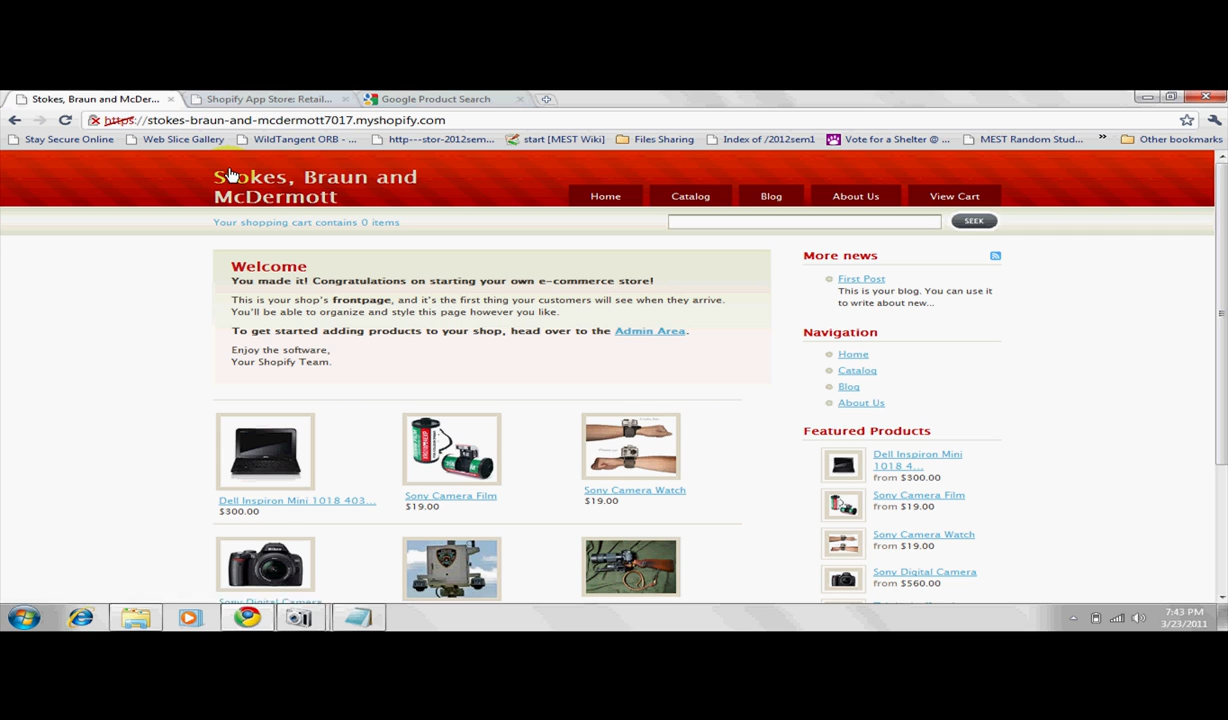 Stokes, Braun and McDer...
Shopify App Store: Retail...
Google Product Search
https://stokes-braun-and-mcdermott7017.myshopify.com
Stay Secure Online
Web Slice Gallery
WildTangent ORB - ...
http---stor-2012sem...
start [MEST Wiki]
Files Sharing
Index of /2012sem1
Vote for a Shelter @ ...
MEST Random Stud...
»
Other bookmarks
Stokes, Braun and
McDermott
Home
Catalog
Blog
About Us
View Cart
Your shopping cart contains 0 items
SEEK
Welcome
You made it! Congratulations on starting your own e-commerce store!
This is your shop's frontpage, and it's the first thing your customers will see when they arrive.
You'll be able to organize and style this page however you like.
To get started adding products to your shop, head over to the Admin Area.
Enjoy the software,
Your Shopify Team.
Dell Inspiron Mini 1018 403...
$300.00
Sony Camera Film
$19.00
Sony Camera Watch
$19.00
Sony Digital Camera
More news
First Post
This is your blog. You can use it
to write about new...
Navigation
Home
Catalog
Blog
About Us
Featured Products
Dell Inspiron Mini
1018 4...
from $300.00
Sony Camera Film
from $19.00
Sony Camera Watch
from $19.00
Sony Digital Camera
from $560.00
7:43 PM
3/23/2011